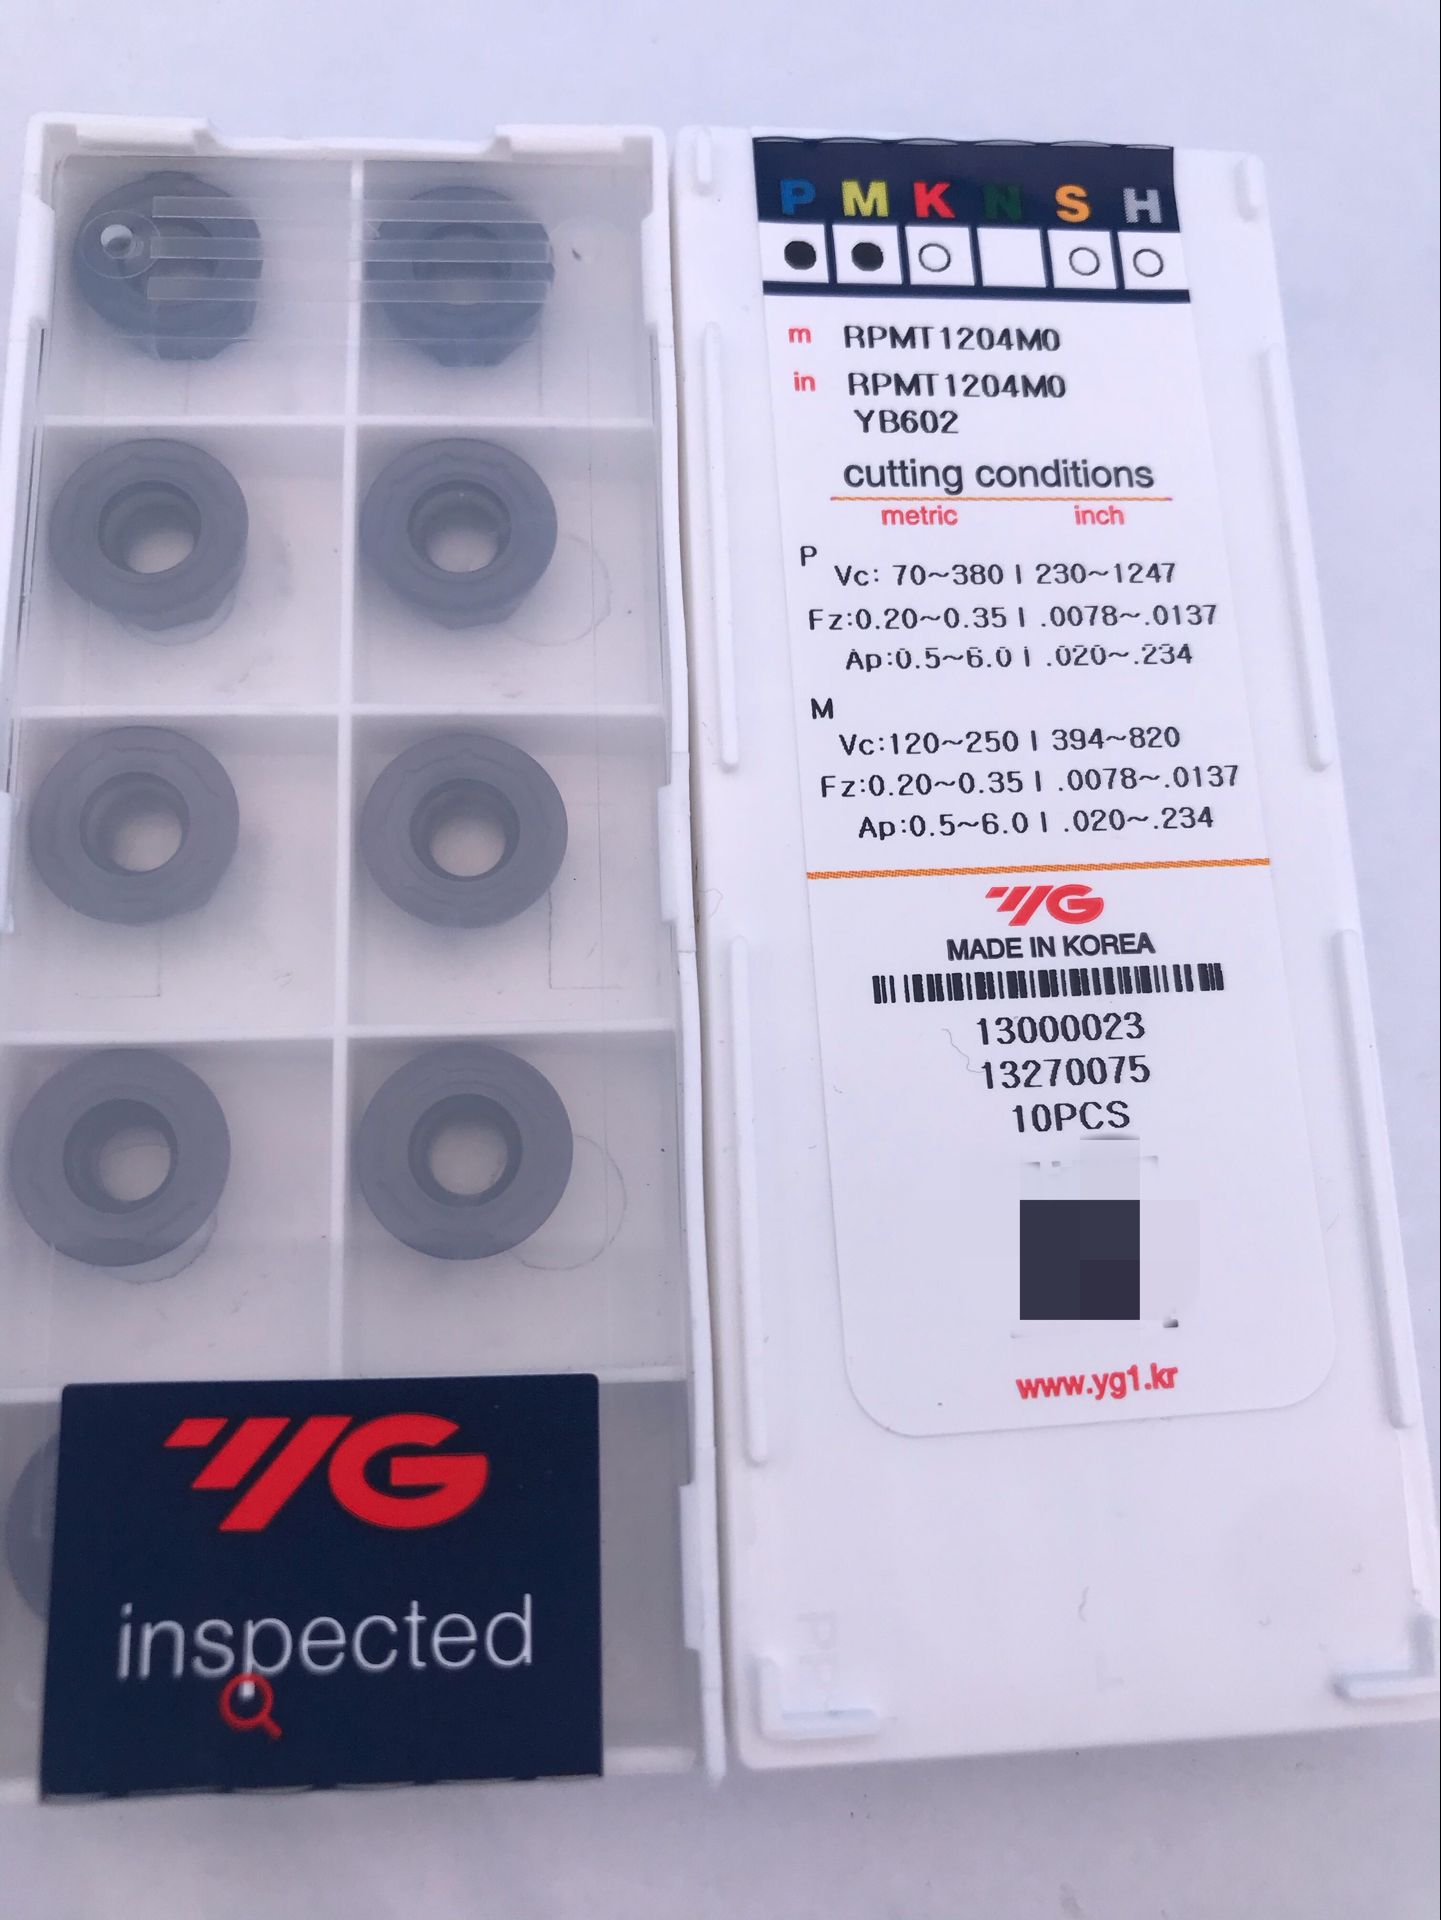 P M K N S H
m RPMT1204M0
in RPMT1204M0
YB602
cutting conditions
metric inch
P
Vc: 70~380 | 230~1247
Fz:0.20~0.35 | .0078~.0137
Ap:0.5~6.0 | .020~.234
M
Vc:120~250 | 394~820
Fz:0.20~0.35 | .0078~.0137
Ap:0.5~6.0 | .020~.234
YG
MADE IN KOREA
13000023
13270075
10PCS
www.yg1.kr
YG
inspected